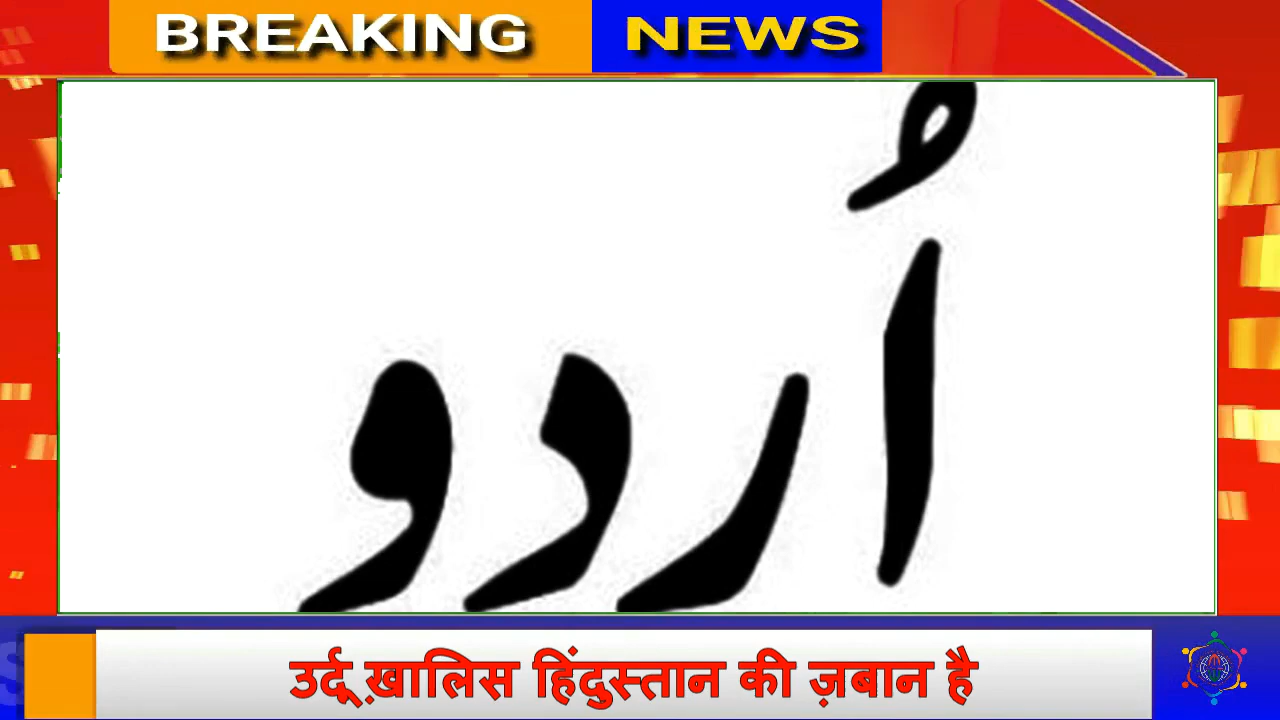 BREAKING NEWS
اُردو
उर्दू ख़ालिस हिंदुस्तान की ज़बान है